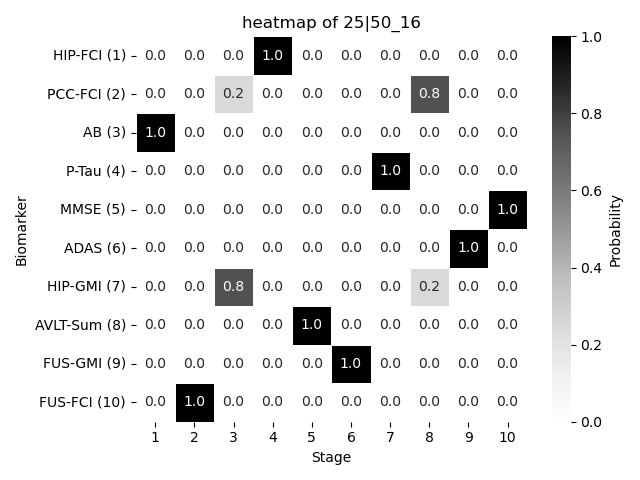 heatmap of 25|50_16
HIP-FCI (1) 0.0 0.0 0.0 1.0 0.0 0.0 0.0 0.0 0.0 0.0
PCC-FCI (2) 0.0 0.0 0.2 0.0 0.0 0.0 0.0 0.8 0.0 0.0
AB (3) 1.0 0.0 0.0 0.0 0.0 0.0 0.0 0.0 0.0 0.0
P-Tau (4) 0.0 0.0 0.0 0.0 0.0 0.0 1.0 0.0 0.0 0.0
MMSE (5) 0.0 0.0 0.0 0.0 0.0 0.0 0.0 0.0 0.0 1.0
ADAS (6) 0.0 0.0 0.0 0.0 0.0 0.0 0.0 0.0 1.0 0.0
HIP-GMI (7) 0.0 0.0 0.8 0.0 0.0 0.0 0.0 0.2 0.0 0.0
AVLT-Sum (8) 0.0 0.0 0.0 0.0 1.0 0.0 0.0 0.0 0.0 0.0
FUS-GMI (9) 0.0 0.0 0.0 0.0 0.0 1.0 0.0 0.0 0.0 0.0
FUS-FCI (10) 0.0 1.0 0.0 0.0 0.0 0.0 0.0 0.0 0.0 0.0
1 2 3 4 5 6 7 8 9 10
Stage
Biomarker
1.0
0.8
0.6
0.4
0.2
0.0
Probability